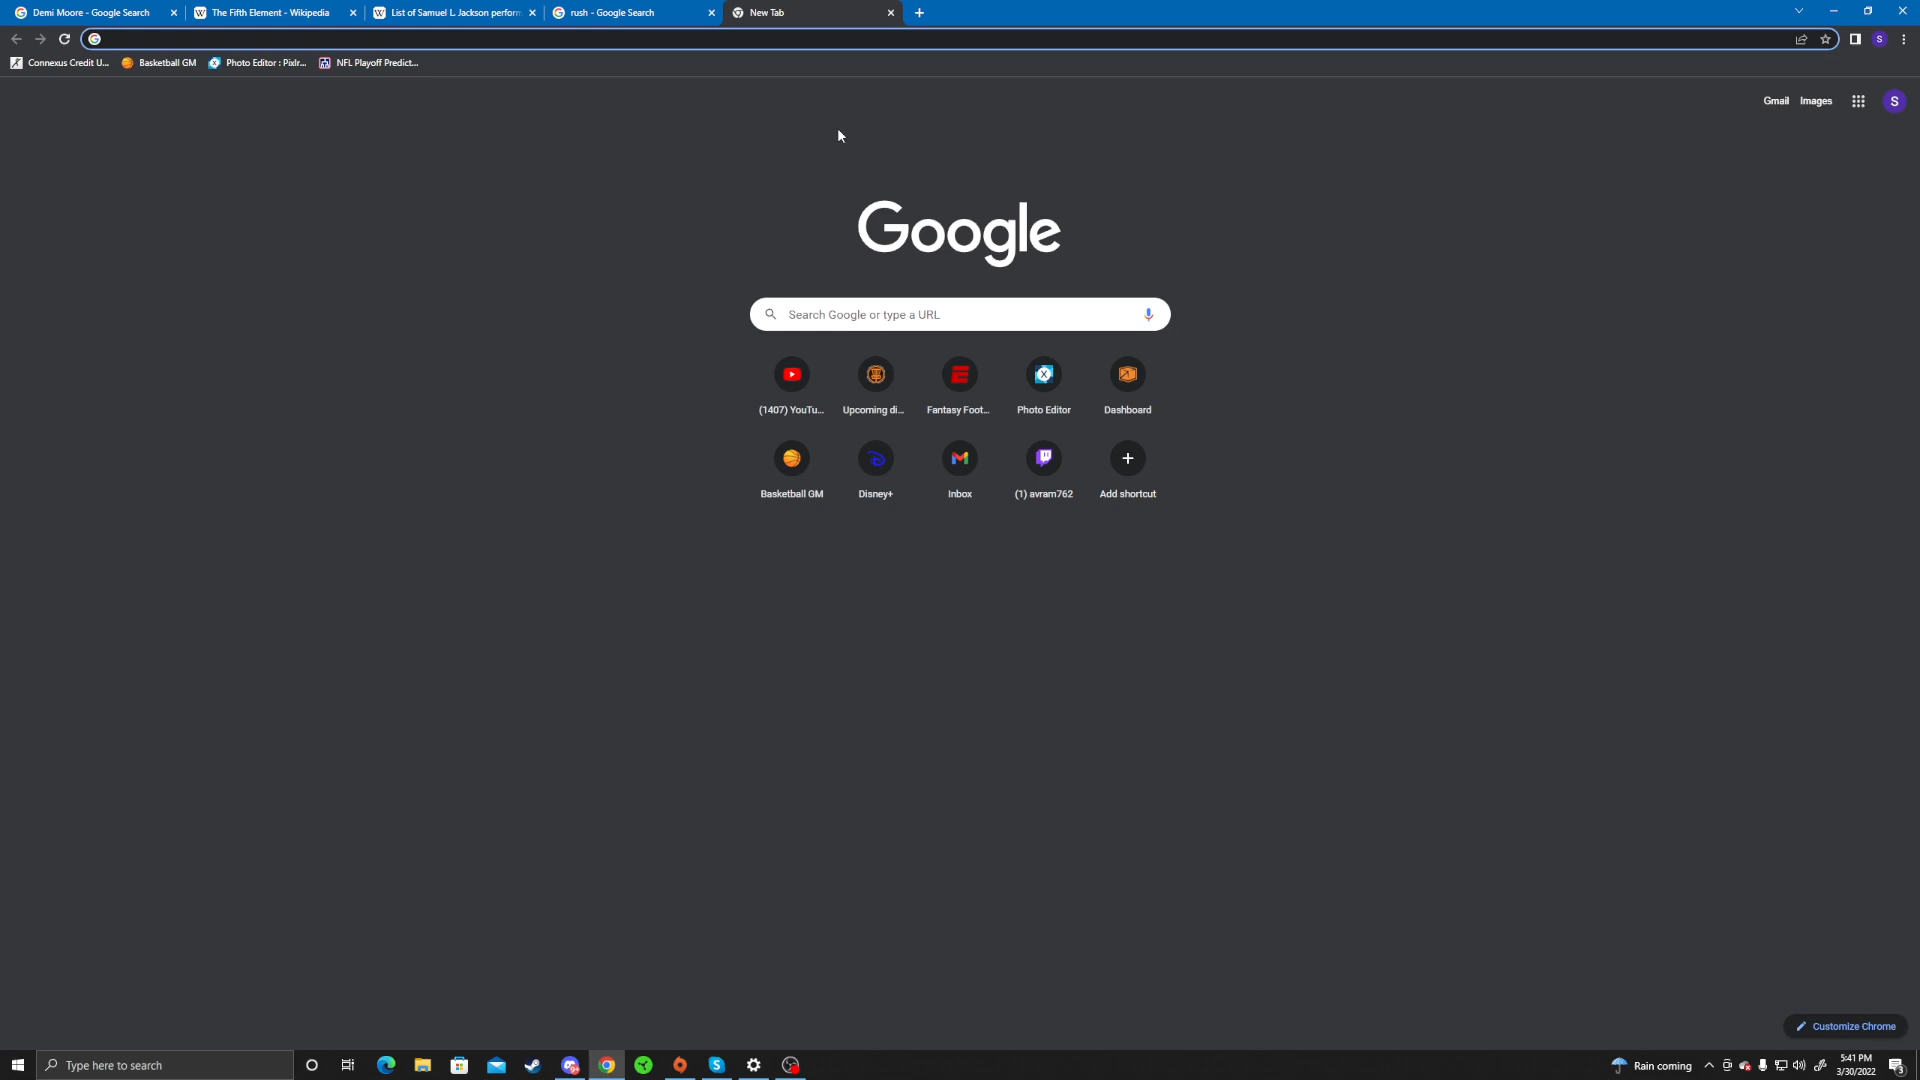 Demi Moore - Google Search
The Fifth Element - Wikipedia
List of Samuel L. Jackson perform
rush - Google Search
New Tab
Connexus Credit U...
Basketball GM
Photo Editor : Pixlr...
NFL Playoff Predict...
Gmail Images S
Google
Search Google or type a URL
(1407) YouTu...
Upcoming di...
Fantasy Foot...
Photo Editor
Dashboard
Basketball GM
Disney+
Inbox
(1) avram762
Add shortcut
Customize Chrome
Type here to search
Rain coming
5:41 PM
3/30/2022
3